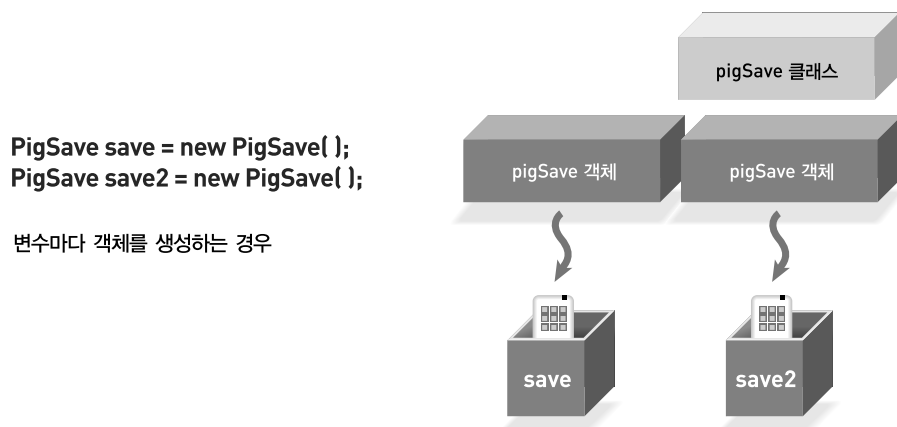 pigSave 클래스
PigSave save = new PigSave( );
PigSave save2 = new PigSave( );
변수마다 객체를 생성하는 경우
pigSave 객체
pigSave 객체
save
save2